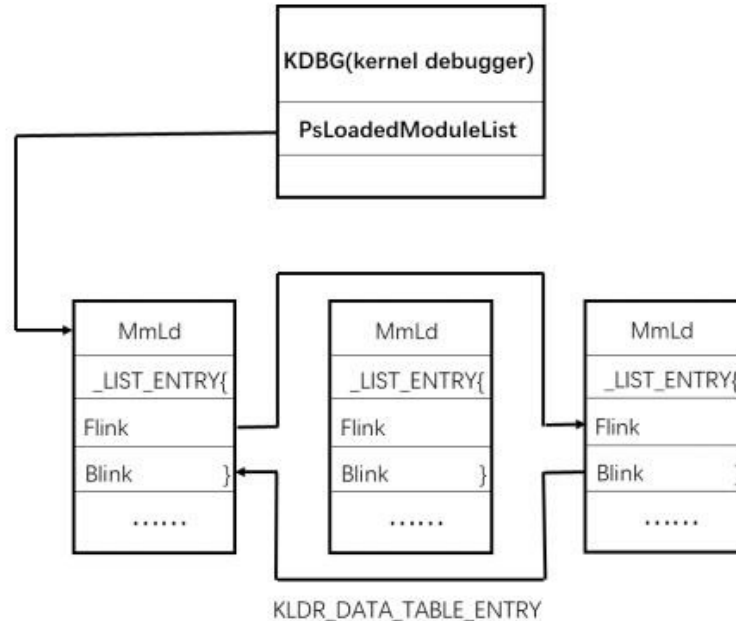 KDBG(kernel debugger)
PsLoadedModuleList
MmLd
_LIST_ENTRY{
Flink
Blink }
……
MmLd
_LIST_ENTRY{
Flink
Blink }
……
MmLd
_LIST_ENTRY{
Flink
Blink }
……
KLDR_DATA_TABLE_ENTRY